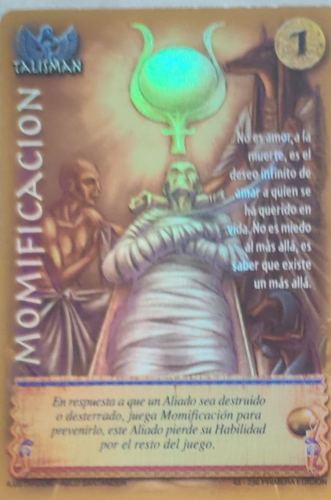 TALISMAN
1
MOMIFICACION
No es amor a la
muerte, es el
deseo infinito de
amar a quien se
ha querido en
vida. No es miedo
al más allá, es
saber que existe
un más allá.
En respuesta a que un Aliado sea destruido
o desterrado, juega Momificación para
prevenirlo, este Aliado pierde su Habilidad
por el resto del juego.
PRIMERA EDICION